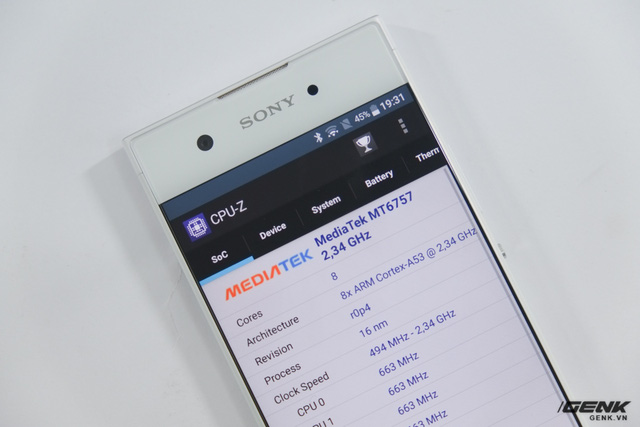 SONY
45% 19:31
CPU-Z
SoC Device System Battery Therm
MEDIATEK MediaTek MT6757
2,34 GHz
Cores 8
Architecture 8x ARM Cortex-A53 @ 2,34 GHz
Revision r0p4
Process 16 nm
Clock Speed 494 MHz - 2,34 GHz
CPU 0 663 MHz
CPU 1 663 MHz
663 MHz
663 MHz
GENK
GENK.VN